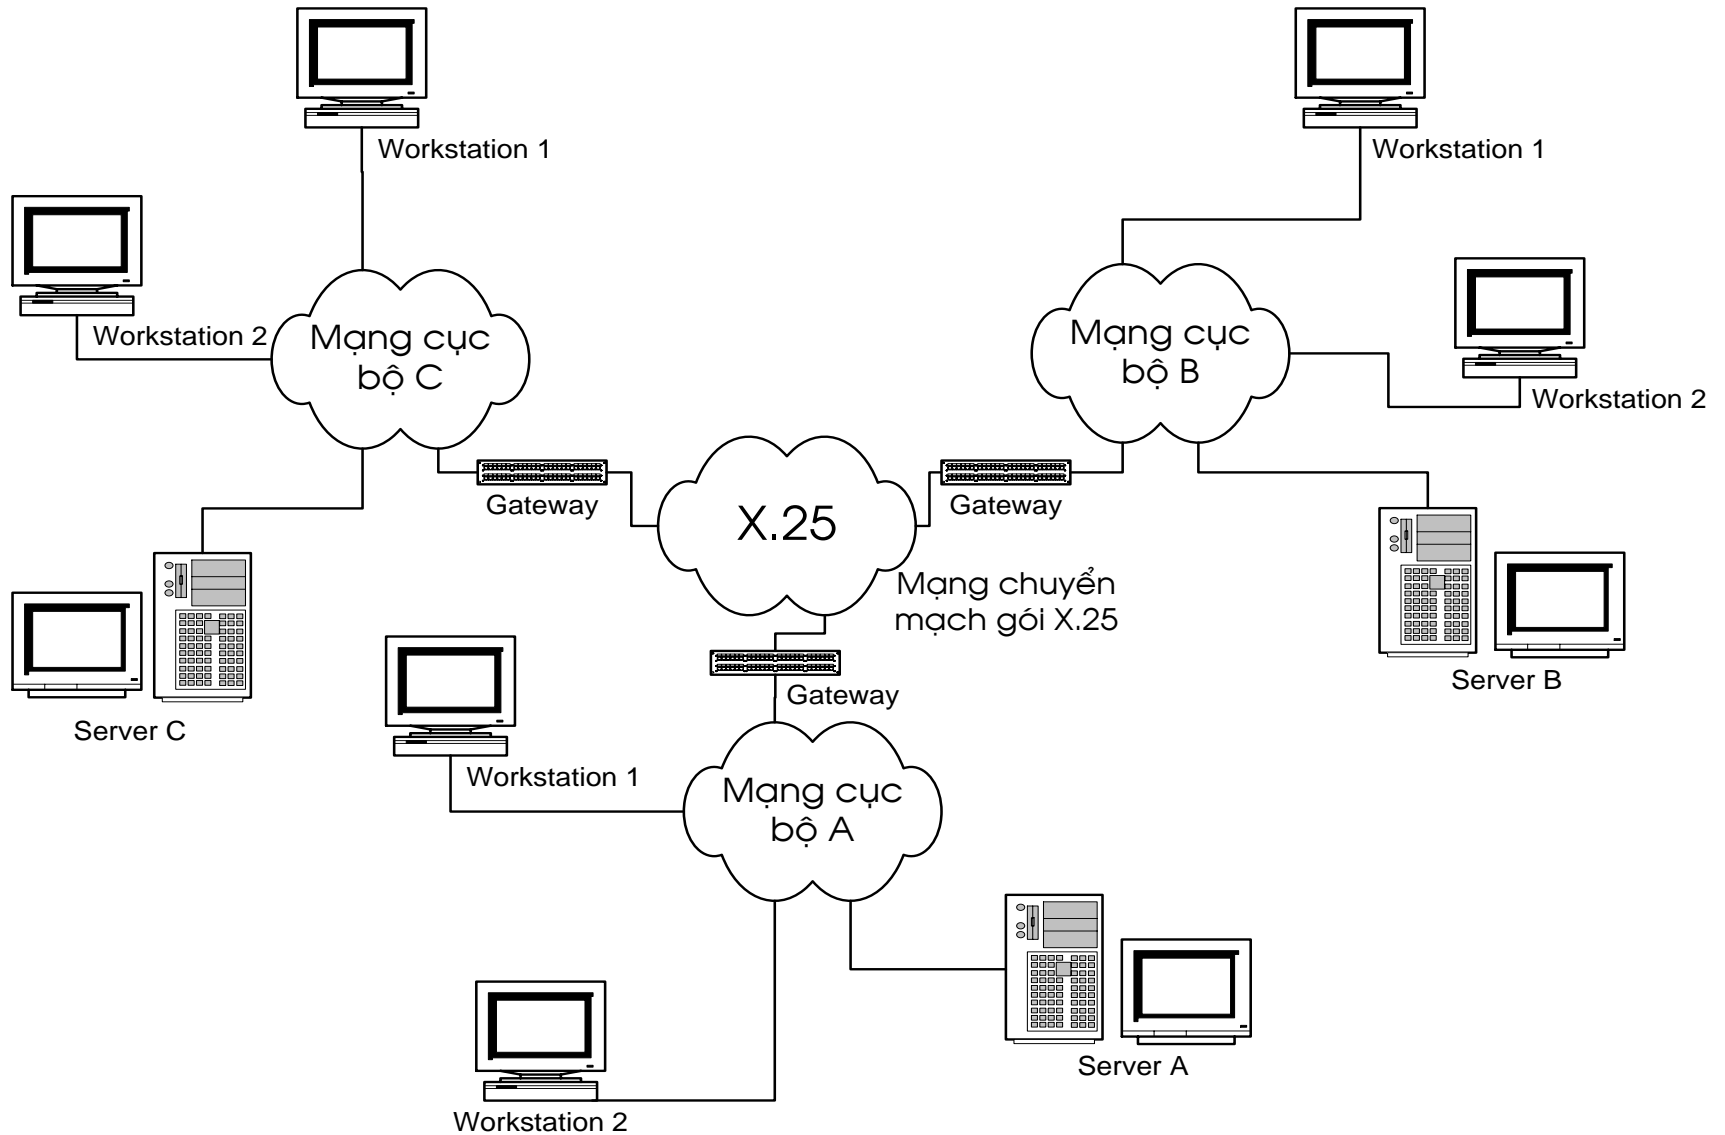 Workstation 1
Workstation 1
Workstation 2
Mạng cục
bộ C
Mạng cục
bộ B
Workstation 2
Gateway
X.25
Gateway
Mạng chuyển
mạch gói X.25
Server B
Gateway
Server C
Workstation 1
Mạng cục
bộ A
Server A
Workstation 2